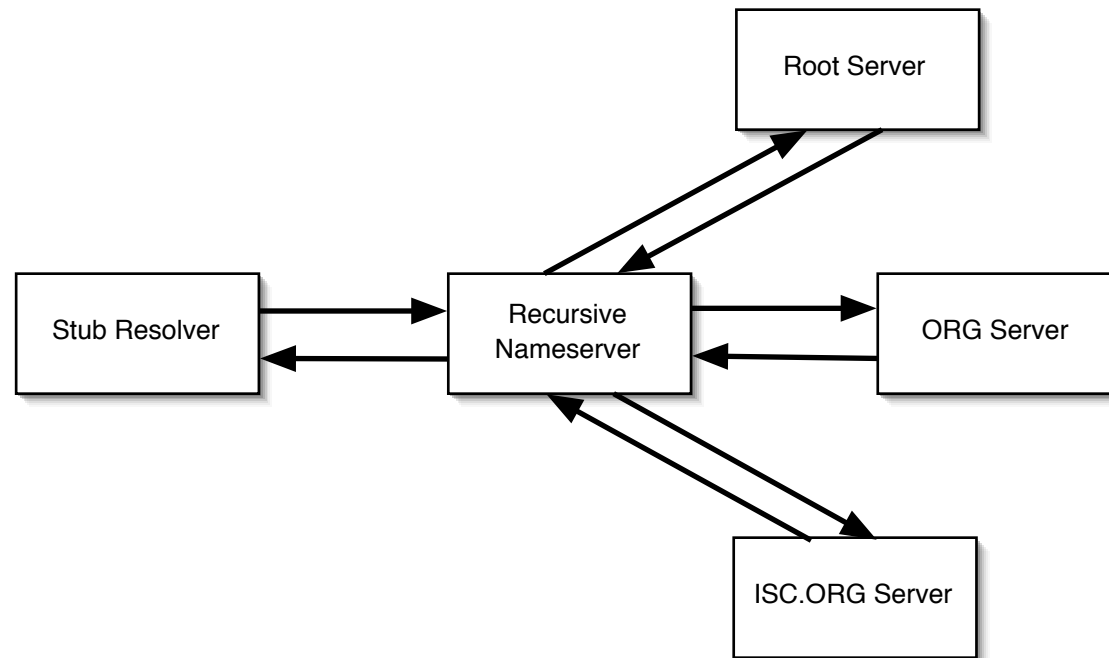 Root Server
Stub Resolver
Recursive
Nameserver
ORG Server
ISC.ORG Server